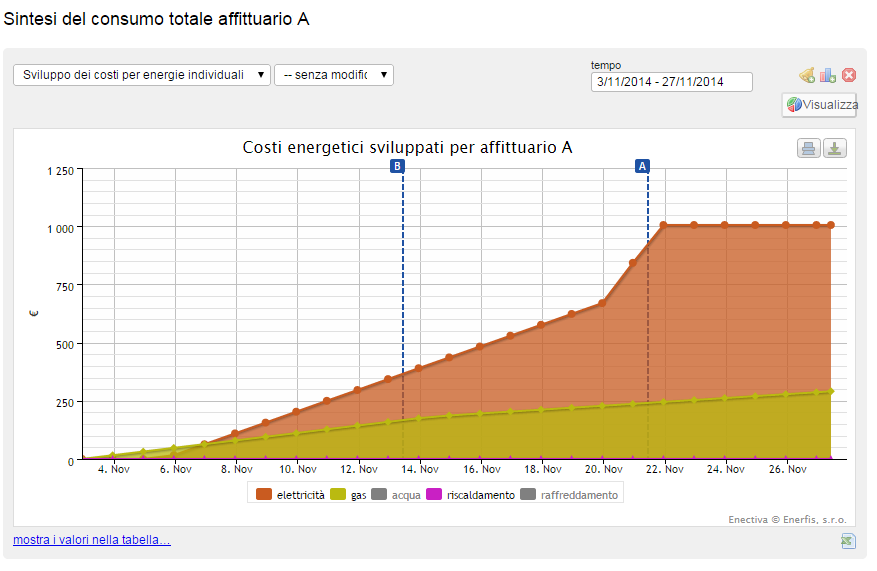 Sintesi del consumo totale affittuario A
Sviluppo dei costi per energie individuali
-- senza modific
tempo
3/11/2014 - 27/11/2014
Visualizza
Costi energetici sviluppati per affittuario A
B
A
1 250
1 000
750
500
250
0
€
4. Nov
6. Nov
8. Nov
10. Nov
12. Nov
14. Nov
16. Nov
18. Nov
20. Nov
22. Nov
24. Nov
26. Nov
elettricità
gas
acqua
riscaldamento
raffreddamento
Enectiva © Enerfis, s.r.o.
mostra i valori nella tabella...